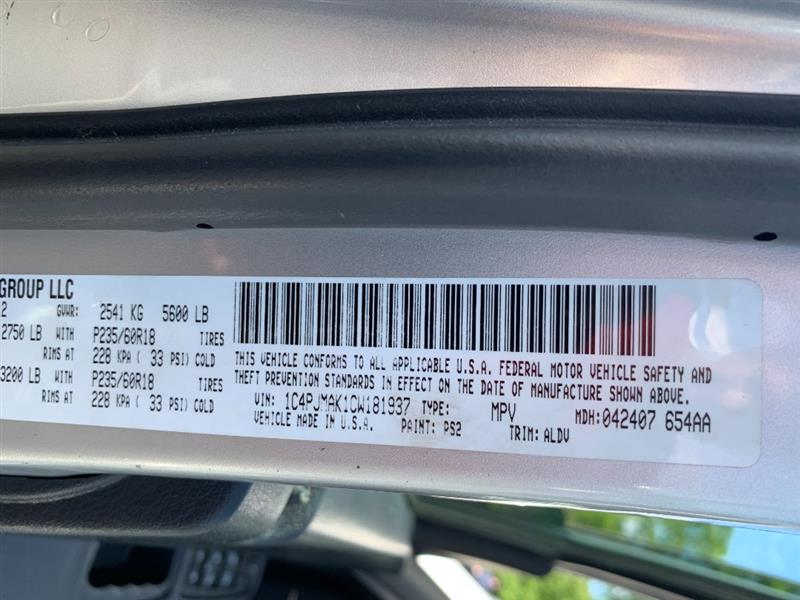 GROUP LLC
2 GVWR: 2541 KG 5600 LB
2750 LB WITH P235/60R18 TIRES
RIMS AT 228 KPA ( 33 PSI) COLD
3200 LB WITH P235/60R18 TIRES
RIMS AT 228 KPA ( 33 PSI) COLD
THIS VEHICLE CONFORMS TO ALL APPLICABLE U.S.A. FEDERAL MOTOR VEHICLE SAFETY AND
THEFT PREVENTION STANDARDS IN EFFECT ON THE DATE OF MANUFACTURE SHOWN ABOVE.
VIN: 1C4PJMAK1CW181937 TYPE: MPV MDH: 042407 654AA
VEHICLE MADE IN U.S.A. PAINT: PS2 TRIM: ALDV